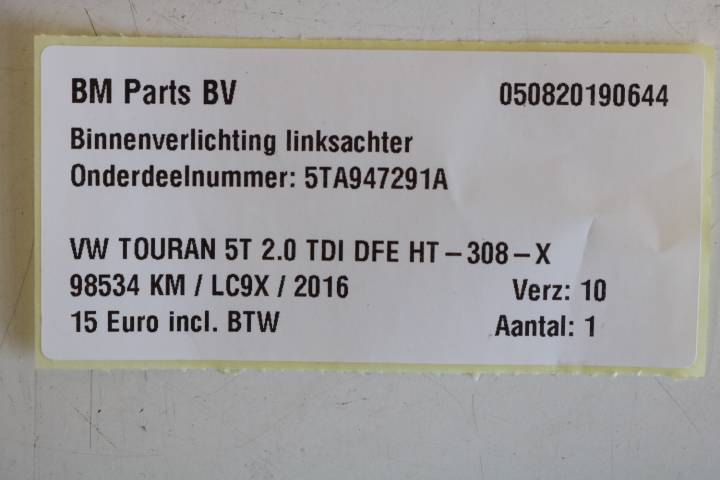 BM Parts BV 050820190644
Binnenverlichting linksachter
Onderdeelnummer: 5TA947291A
VW TOURAN 5T 2.0 TDI DFE HT-308-X
98534 KM / LC9X / 2016 Verz: 10
15 Euro incl. BTW Aantal: 1